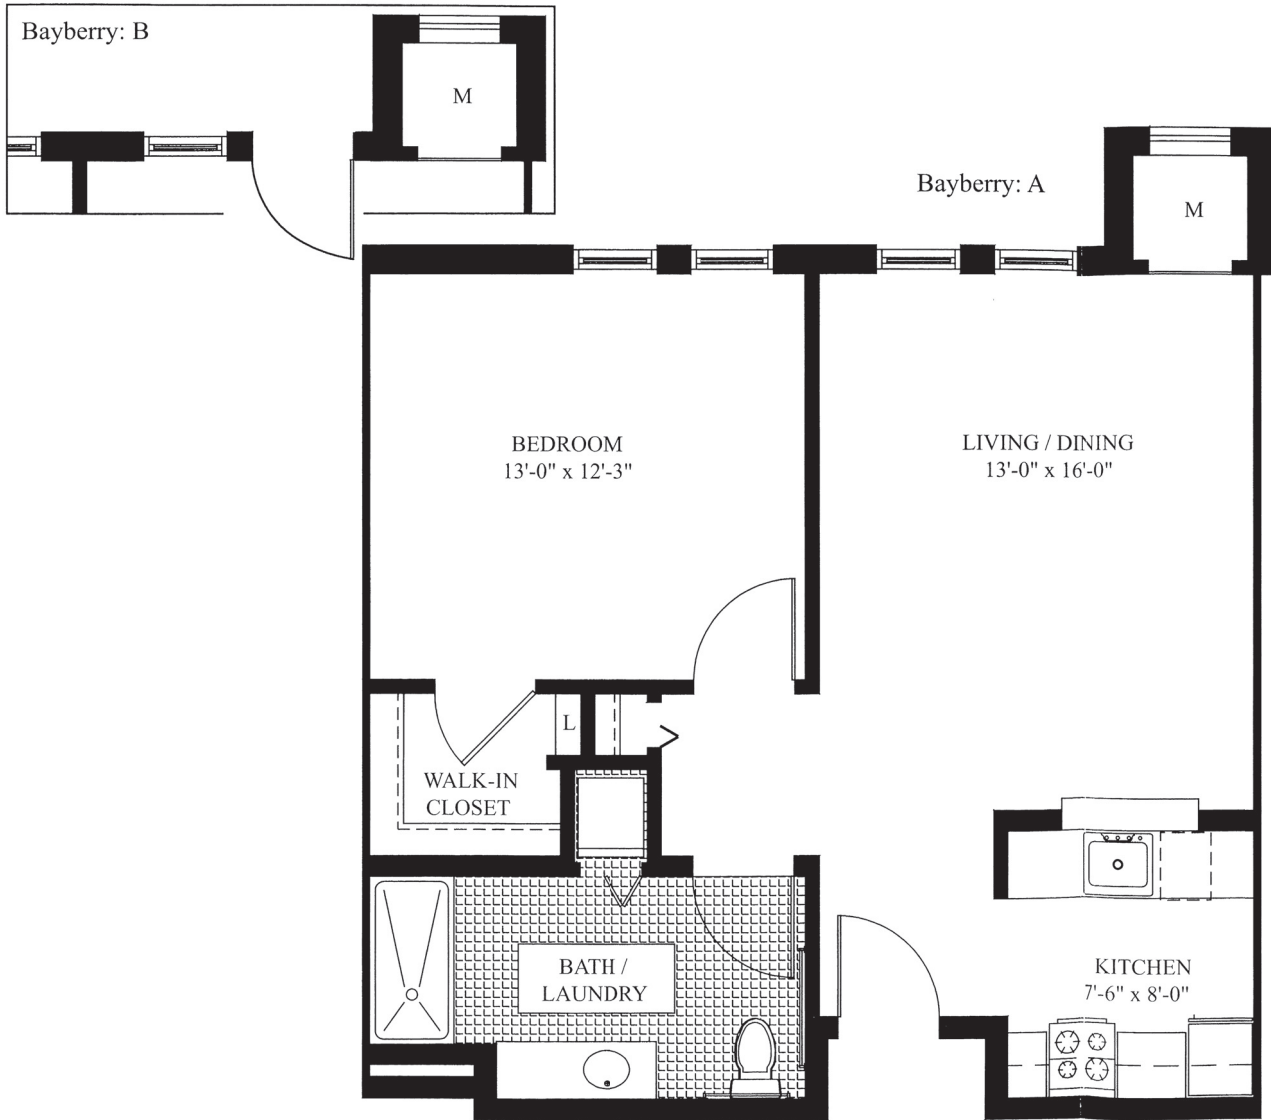 Bayberry: B
M
Bayberry: A
M
BEDROOM
13'-0" x 12'-3"
LIVING / DINING
13'-0" x 16'-0"
L
WALK-IN
CLOSET
BATH /
LAUNDRY
KITCHEN
7'-6" x 8'-0"